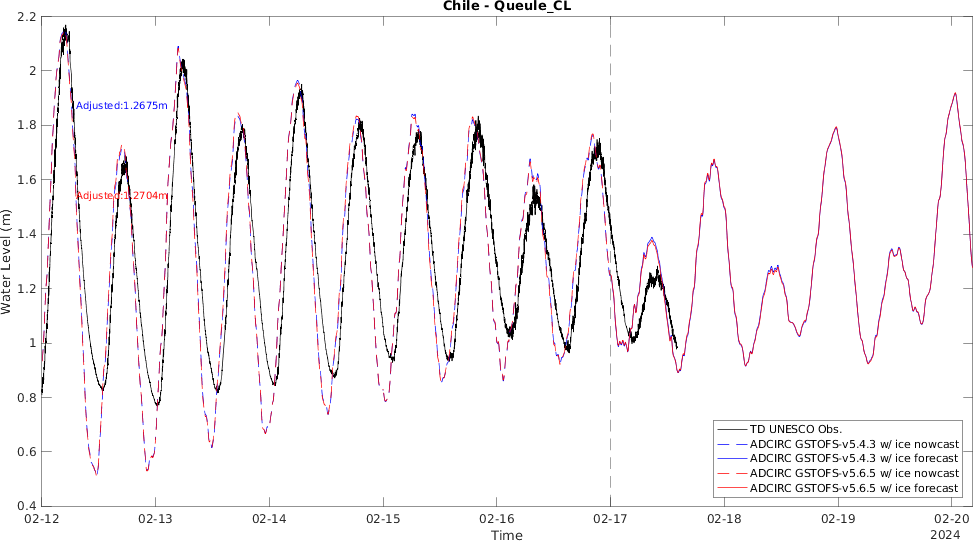 Chile - Queule_CL
2.2
2
1.8
1.6
1.4
1.2
1
0.8
0.6
0.4
Water Level (m)
Adjusted:1.2675m
Adjusted:1.2704m
TD UNESCO Obs.
ADCIRC GSTOFS-v5.4.3 w/ ice nowcast
ADCIRC GSTOFS-v5.4.3 w/ ice forecast
ADCIRC GSTOFS-v5.6.5 w/ ice nowcast
ADCIRC GSTOFS-v5.6.5 w/ ice forecast
02-12 02-13 02-14 02-15 02-16 02-17 02-18 02-19 02-20
Time
2024